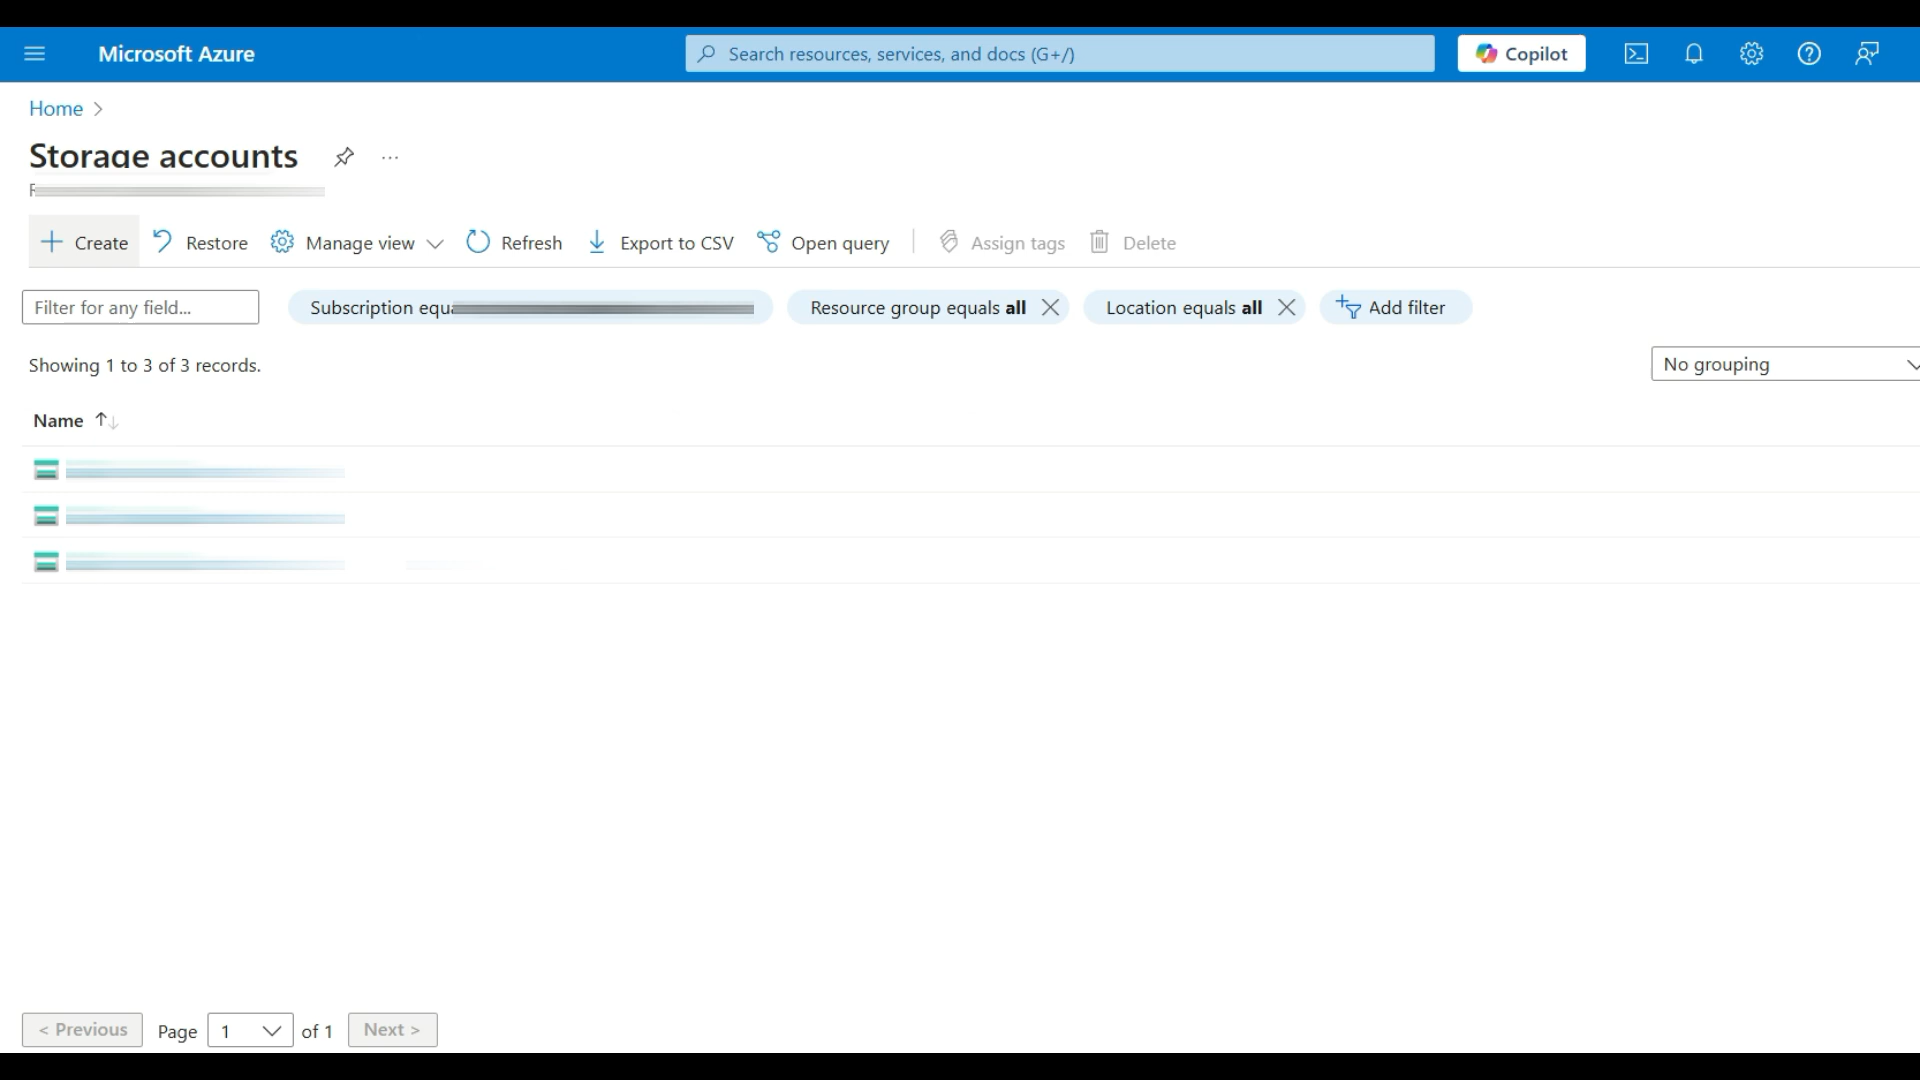 Microsoft Azure
Search resources, services, and docs (G+/)
Copilot
Home
Storage accounts
...
Create
Restore
Manage view
Refresh
Export to CSV
Open query
Assign tags
Delete
Filter for any field...
Subscription
Resource group equals all
Location equals all
Add filter
Showing 1 to 3 of 3 records.
No grouping
Name
< Previous
Page
1
of 1
Next >